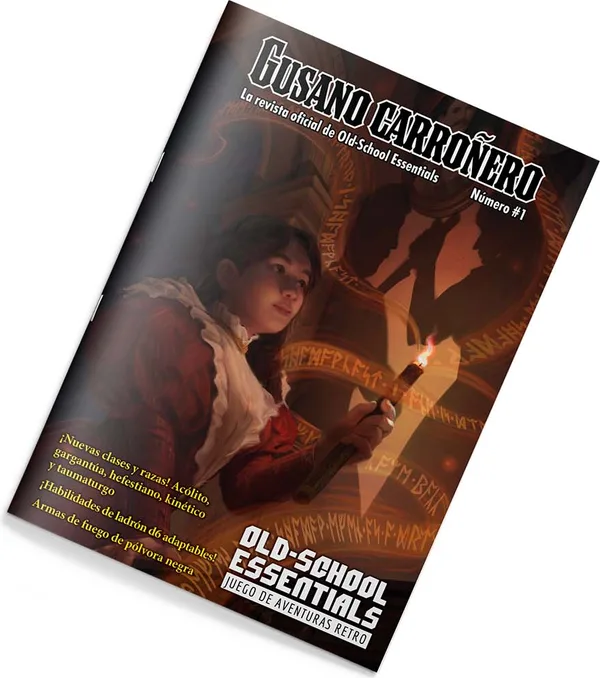 GUSANO CARROÑERO
La revista oficial de Old-School Essentials
Número #1
¡Nuevas clases y razas! Acólito,
gargantúa, hefestiano, kinético
y taumaturgo
¡Habilidades de ladrón d6 adaptables!
Armas de fuego de pólvora negra
OLD-SCHOOL
ESSENTIALS
JUEGO DE AVENTURAS RETRO